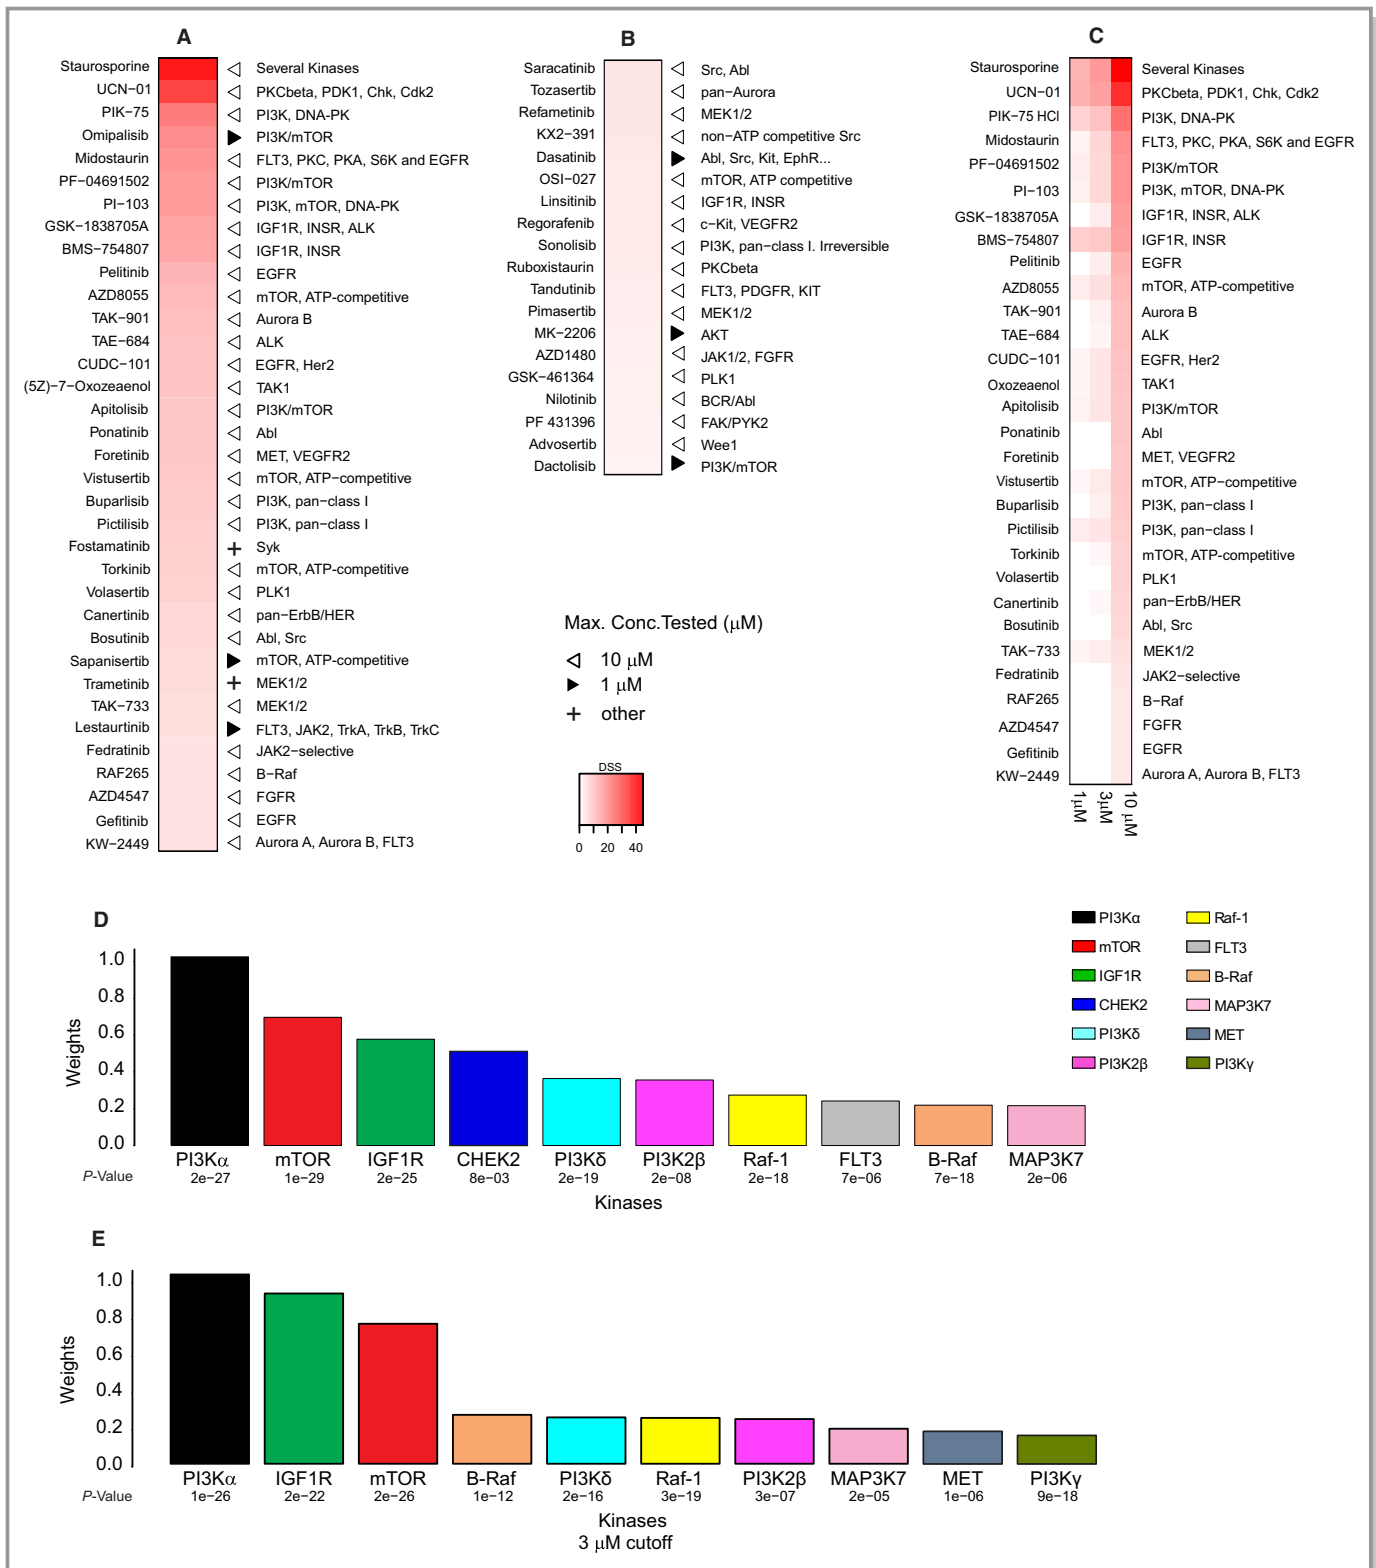 A
Staurosporine Several Kinases
UCN−01 PKCbeta, PDK1, Chk, Cdk2
PIK−75 PI3K, DNA−PK
Omipalisib PI3K/mTOR
Midostaurin FLT3, PKC, PKA, S6K and EGFR
PF−04691502 PI3K/mTOR
PI−103 PI3K, mTOR, DNA−PK
GSK−1838705A IGF1R, INSR, ALK
BMS−754807 IGF1R, INSR
Pelitinib EGFR
AZD8055 mTOR, ATP-competitive
TAK−901 Aurora B
TAE−684 ALK
CUDC−101 EGFR, Her2
(5Z)−7−Oxozeaenol TAK1
Apitolisib PI3K/mTOR
Ponatinib Abl
Foretinib MET, VEGFR2
Vistusertib mTOR, ATP−competitive
Buparlisib PI3K, pan−class I
Pictilisib PI3K, pan−class I
Fostamatinib + Syk
Torkinib mTOR, ATP-competitive
Volasertib PLK1
Canertinib pan−ErbB/HER
Bosutinib Abl, Src
Sapanisertib mTOR, ATP-competitive
Trametinib + MEK1/2
TAK−733 MEK1/2
Lestaurtinib FLT3, JAK2, TrkA, TrkB, TrkC
Fedratinib JAK2−selective
RAF265 B−Raf
AZD4547 FGFR
Gefitinib EGFR
KW−2449 Aurora A, Aurora B, FLT3
B
Saracatinib Src, Abl
Tozasertib pan−Aurora
Refametinib MEK1/2
KX2−391 non−ATP competitive Src
Dasatinib Abl, Src, Kit, EphR...
OSI−027 mTOR, ATP competitive
Linsitinib IGF1R, INSR
Regorafenib c−Kit, VEGFR2
Sonolisib PI3K, pan−class I. Irreversible
Ruboxistaurin PKCbeta
Tandutinib FLT3, PDGFR, KIT
Pimasertib MEK1/2
MK−2206 AKT
AZD1480 JAK1/2, FGFR
GSK−461364 PLK1
Nilotinib BCR/Abl
PF 431396 FAK/PYK2
Advosertib Wee1
Dactolisib PI3K/mTOR
Max. Conc.Tested (μM)
10 μM
1 μM
+ other
DSS
0 20 40
C
Staurosporine Several Kinases
UCN−01 PKCbeta, PDK1, Chk, Cdk2
PIK−75 HCl PI3K, DNA−PK
Midostaurin FLT3, PKC, PKA, S6K and EGFR
PF−04691502 PI3K/mTOR
PI−103 PI3K, mTOR, DNA−PK
GSK−1838705A IGF1R, INSR, ALK
BMS−754807 IGF1R, INSR
Pelitinib EGFR
AZD8055 mTOR, ATP-competitive
TAK−901 Aurora B
TAE−684 ALK
CUDC−101 EGFR, Her2
Oxozeaenol TAK1
Apitolisib PI3K/mTOR
Ponatinib Abl
Foretinib MET, VEGFR2
Vistusertib mTOR, ATP−competitive
Buparlisib PI3K, pan−class I
Pictilisib PI3K, pan−class I
Torkinib mTOR, ATP-competitive
Volasertib PLK1
Canertinib pan−ErbB/HER
Bosutinib Abl, Src
TAK−733 MEK1/2
Fedratinib JAK2−selective
RAF265 B−Raf
AZD4547 FGFR
Gefitinib EGFR
KW−2449 Aurora A, Aurora B, FLT3
1μM 3μM 10 μM
D
PI3Kα Raf-1
mTOR FLT3
IGF1R B-Raf
CHEK2 MAP3K7
PI3Kδ MET
PI3K2β PI3Kγ
Weights
1.0
0.8
0.6
0.4
0.2
0.0
PI3Kα mTOR IGF1R CHEK2 PI3Kδ PI3K2β Raf-1 FLT3 B-Raf MAP3K7
P-Value 2e−27 1e−29 2e−25 8e−03 2e−19 2e−08 2e−18 7e−06 7e−18 2e−06
Kinases
E
Weights
1.0
0.8
0.6
0.4
0.2
0.0
PI3Kα IGF1R mTOR B-Raf PI3Kδ Raf-1 PI3K2β MAP3K7 MET PI3Kγ
P-Value 1e−26 2e−22 2e−26 1e−12 2e−16 3e−19 3e−07 2e−05 1e−06 9e−18
Kinases
3 μM cutoff